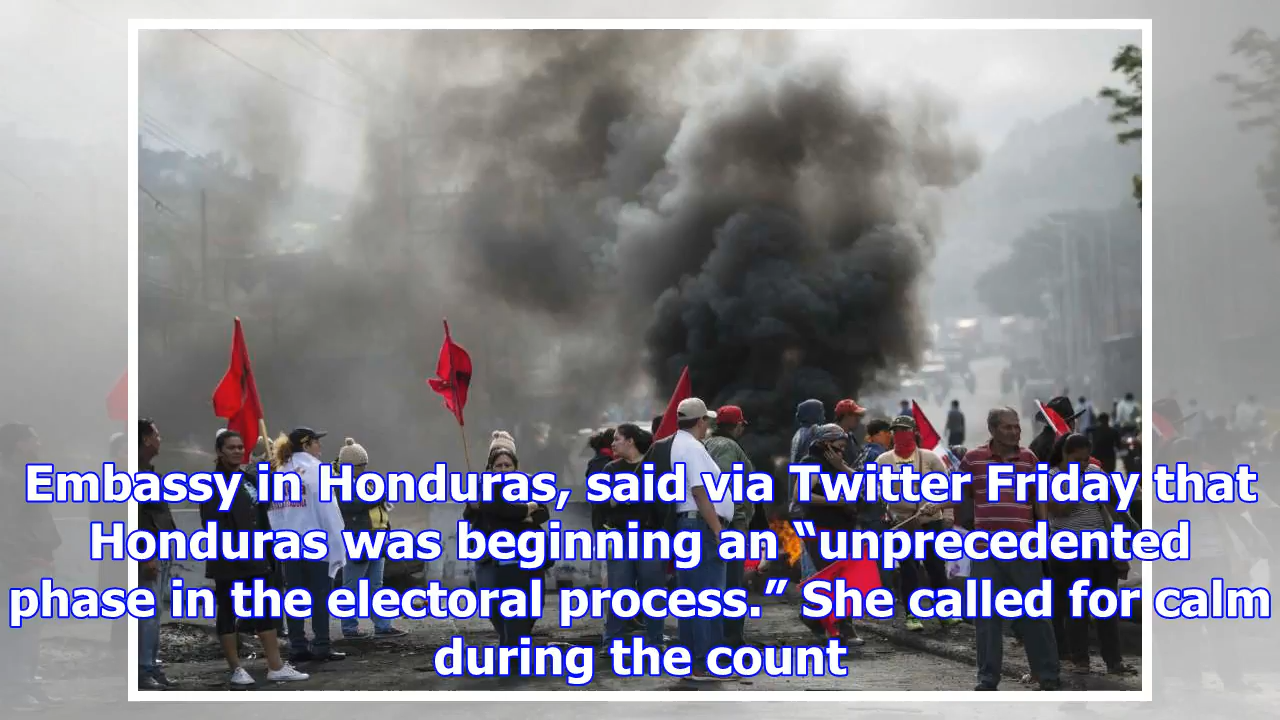 Embassy in Honduras, said via Twitter Friday that
Honduras was beginning an “unprecedented
phase in the electoral process.” She called for calm
during the count